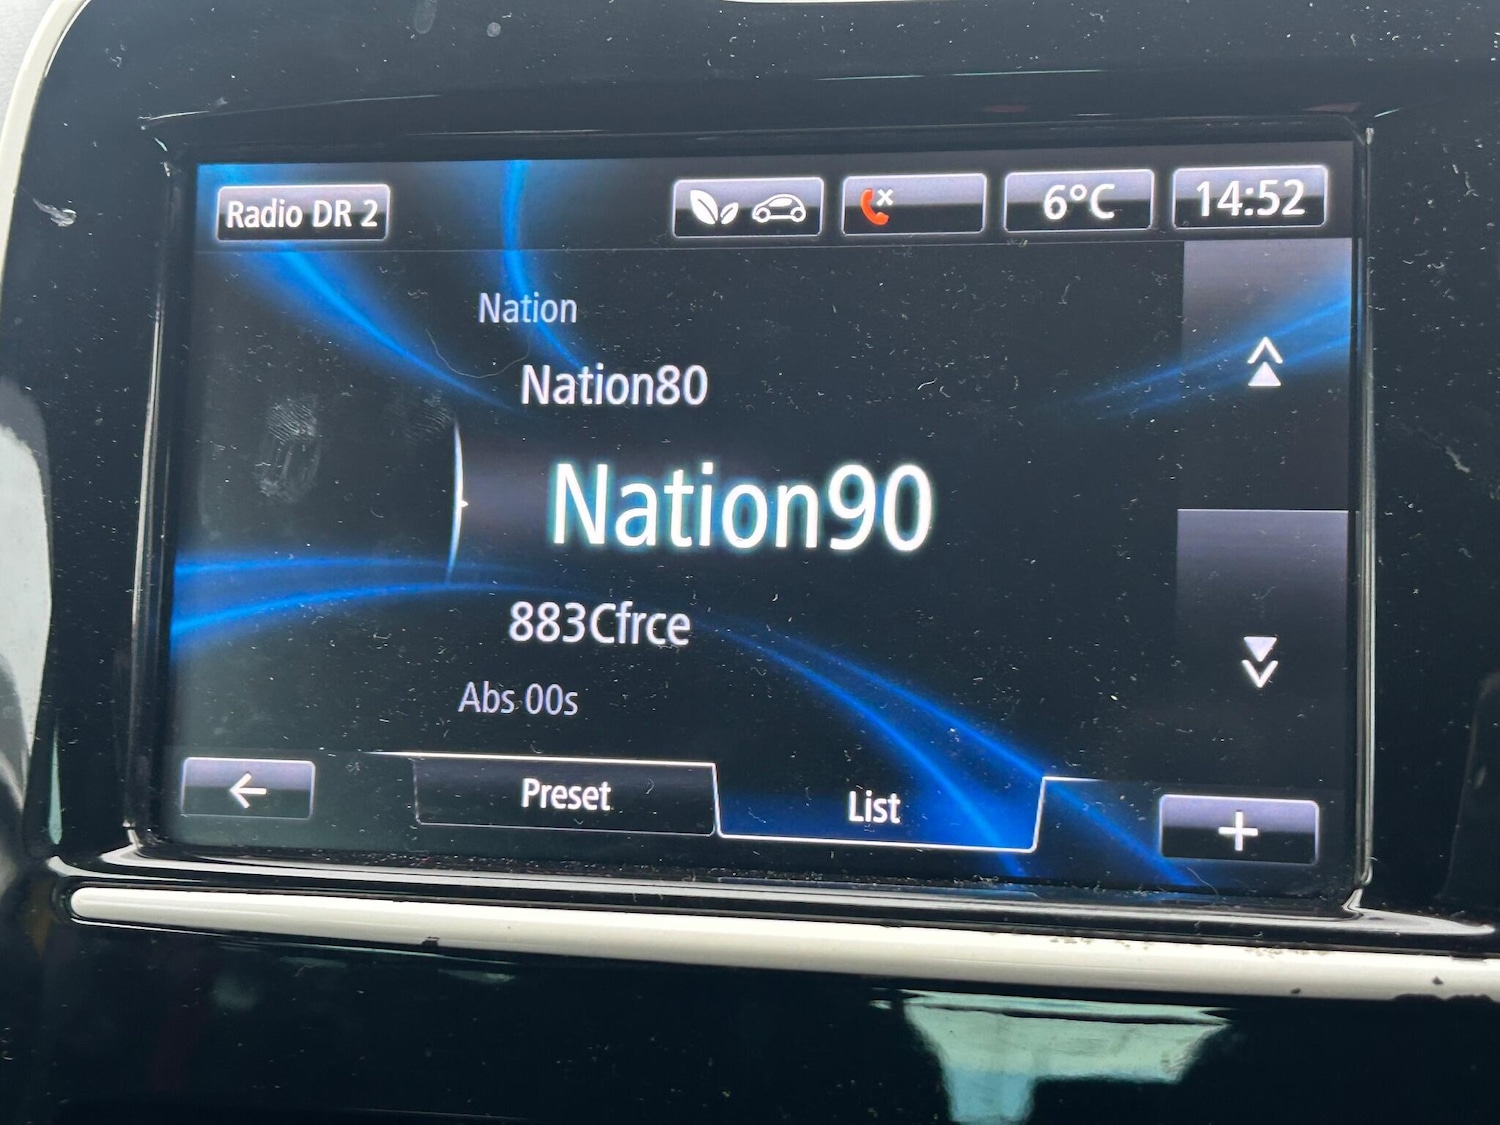 Radio DR 2
6°C
14:52
Nation
Nation80
Nation90
883Cfrce
Abs 00s
Preset
List